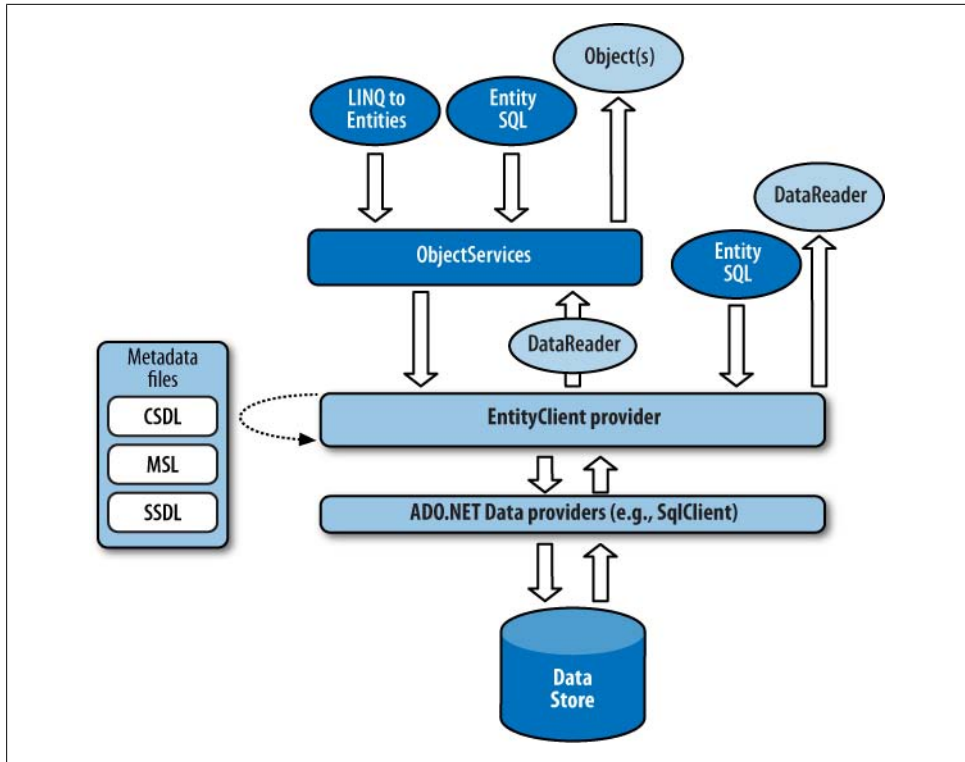 Object(s)
LINQ to
Entities
Entity
SQL
DataReader
ObjectServices
Entity
SQL
DataReader
Metadata
files
CSDL
MSL
SSDL
EntityClient provider
ADO.NET Data providers (e.g., SqlClient)
Data
Store